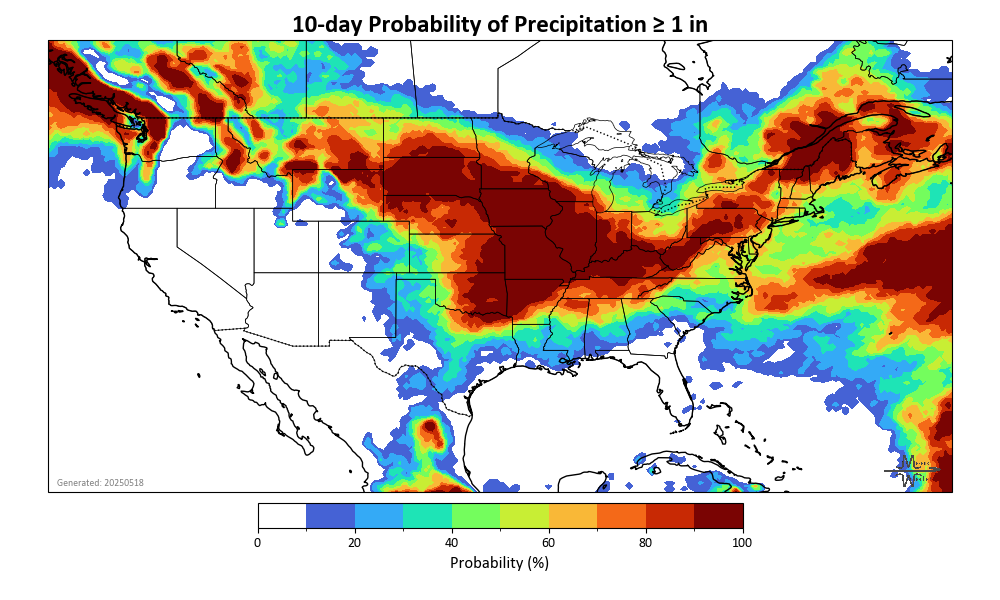 10-day Probability of Precipitation ≥ 1 in
Generated: 20250518
0 20 40 60 80 100
Probability (%)